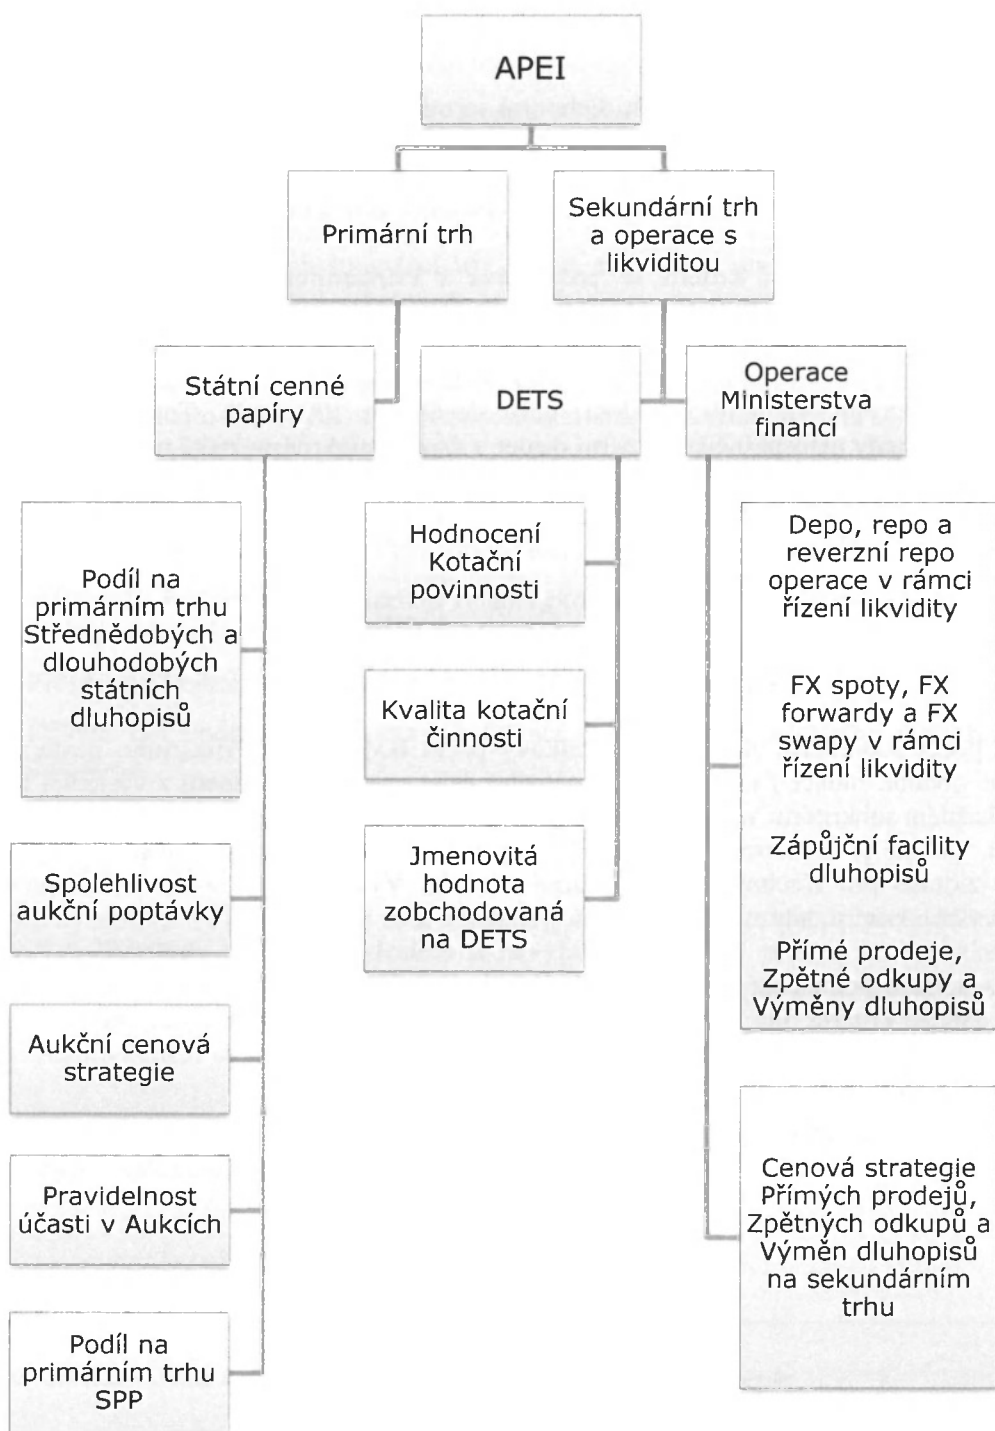 APEI
Primární trh
Sekundární trh
a operace s
likviditou
Státní cenné
papíry
DETS
Operace
Ministerstva
financí
Podíl na
primárním trhu
Střednědobých a
dlouhodobých
státních
dluhopisů
Spolehlivost
aukční poptávky
Aukční cenová
strategie
Pravidelnost
účasti v Aukcích
Podíl na
primárním trhu
SPP
Hodnocení
Kotační
povinnosti
Kvalita kotační
činnosti
Jmenovitá
hodnota
zobchodovaná
na DETS
Depo, repo a
reverzní repo
operace v rámci
řízení likvidity
FX spoty, FX
forwardy a FX
swapy v rámci
řízení likvidity
Zápůjční facility
dluhopisů
Přímé prodeje,
Zpětné odkupy a
Výměny dluhopisů
Cenová strategie
Přímých prodejů,
Zpětných odkupů a
Výměn dluhopisů
na sekundárním
trhu